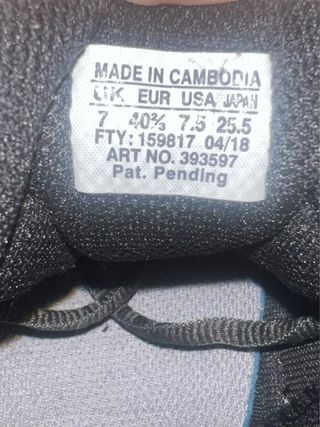 MADE IN CAMBODIA
UK EUR USA JAPAN
7 40⅔ 7.5 25.5
FTY: 159817 04/18
ART NO. 393597
Pat. Pending